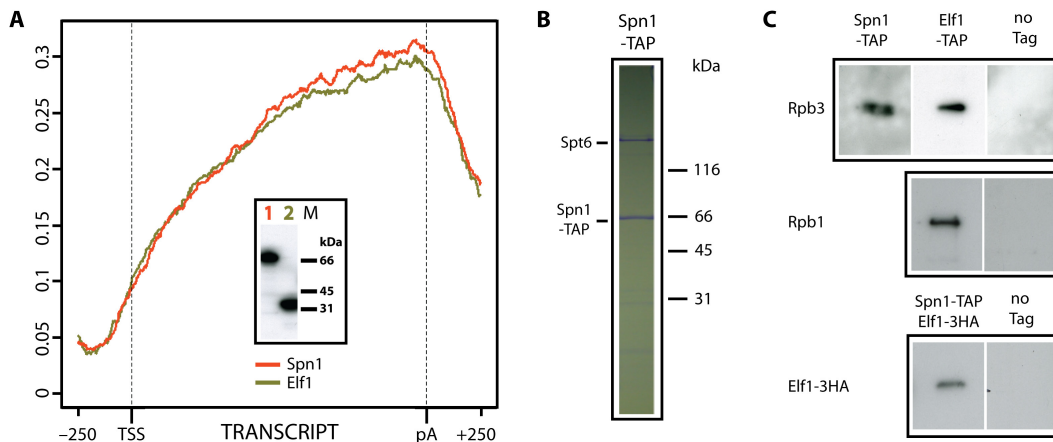 A
0.3
0.25
0.2
0.15
0.1
0.05
0
1 2 M
kDa
66
45
31
Spn1
Elf1
−250 TSS TRANSCRIPT pA +250
B
Spn1
-TAP
kDa
Spt6
116
Spn1
-TAP
66
45
31
C
Spn1
-TAP
Elf1
-TAP
no
Tag
Rpb3
Rpb1
Spn1-TAP
Elf1-3HA
no
Tag
Elf1-3HA